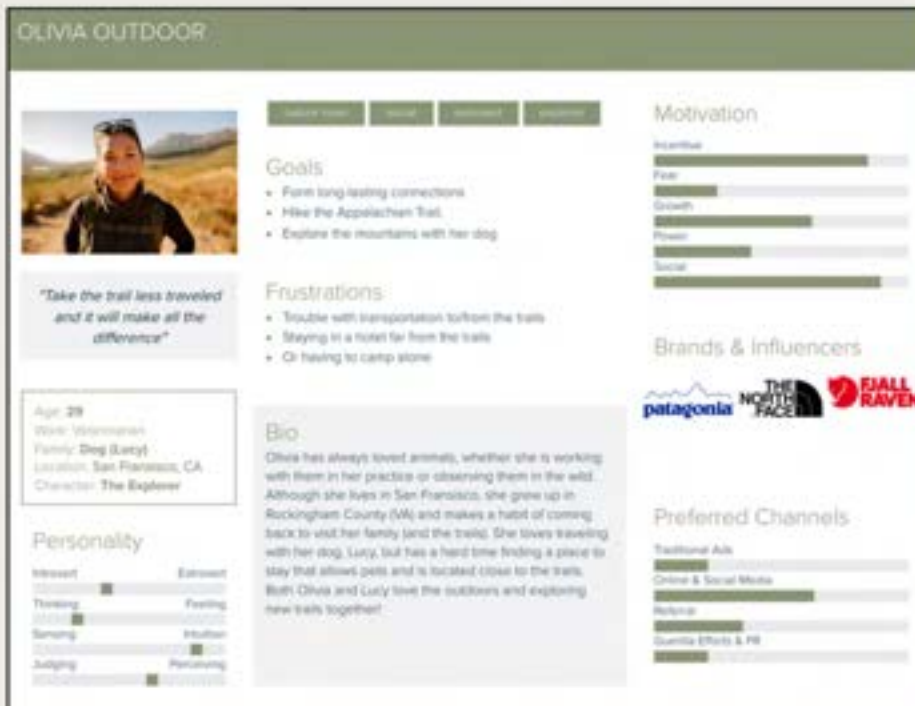 OLIVIA OUTDOOR
"Take the trail less traveled
and it will make all the
difference"
Age: 29
Work: Veterinarian
Family: Dog (Lucy)
Location: San Fransisco, CA
Character: The Explorer
Personality
Introvert Extrovert
Thinking Feeling
Sensing Intuition
Judging Perceiving
Goals
• Form long-lasting connections
• Hike the Appalachian Trail
• Explore the mountains with her dog
Frustrations
• Trouble with transportation to/from the trails
• Staying in a hotel far from the trails
• Or having to camp alone
Bio
Olivia has always loved animals, whether she is working
with them in her practice or observing them in the wild.
Although she lives in San Fransisco, she grew up in
Rockingham County (VA) and makes a habit of coming
back to visit her family (and the trails). She loves traveling
with her dog, Lucy, but has a hard time finding a place to
stay that allows pets and is located close to the trails.
Both Olivia and Lucy love the outdoors and exploring
new trails together!
Motivation
Incentive
Fear
Growth
Power
Social
Brands & Influencers
patagonia
THE
NORTH
FACE
FJALL
RAVEN
Preferred Channels
Traditional Ads
Online & Social Media
Referral
Guerilla Efforts & PR